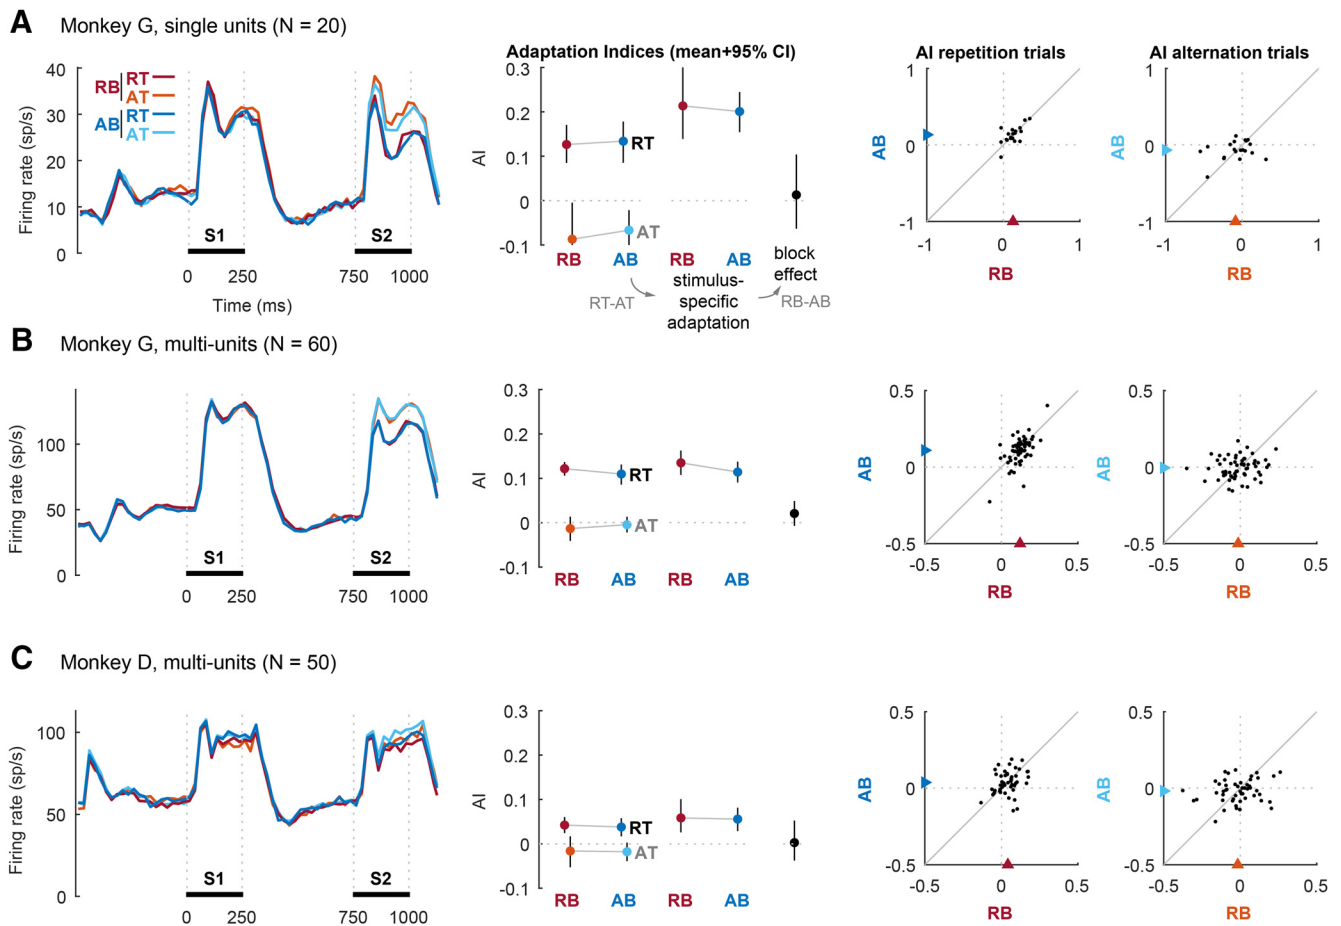 A Monkey G, single units (N = 20)
Adaptation Indices (mean+95% CI)
AI repetition trials
AI alternation trials
Firing rate (sp/s)
40
30
20
10
0
RB RT
AT
AB RT
AT
S1
S2
0 250 750 1000
Time (ms)
AI
0.3
0.2
0.1
0
-0.1
RT
AT
RB AB RB AB
RT-AT
stimulus-
specific
adaptation
block
effect
RB-AB
AB
1
0
-1
-1 0 1
RB
AB
1
0
-1
-1 0 1
RB
B Monkey G, multi-units (N = 60)
Firing rate (sp/s)
100
50
0
S1
S2
0 250 750 1000
AI
0.3
0.2
0.1
0
-0.1
RT
AT
RB AB RB AB
AB
0.5
0
-0.5
-0.5 0 0.5
RB
AB
0.5
0
-0.5
-0.5 0 0.5
RB
C Monkey D, multi-units (N = 50)
Firing rate (sp/s)
100
50
0
S1
S2
0 250 750 1000
AI
0.3
0.2
0.1
0
-0.1
RT
AT
RB AB RB AB
AB
0.5
0
-0.5
-0.5 0 0.5
RB
AB
0.5
0
-0.5
-0.5 0 0.5
RB